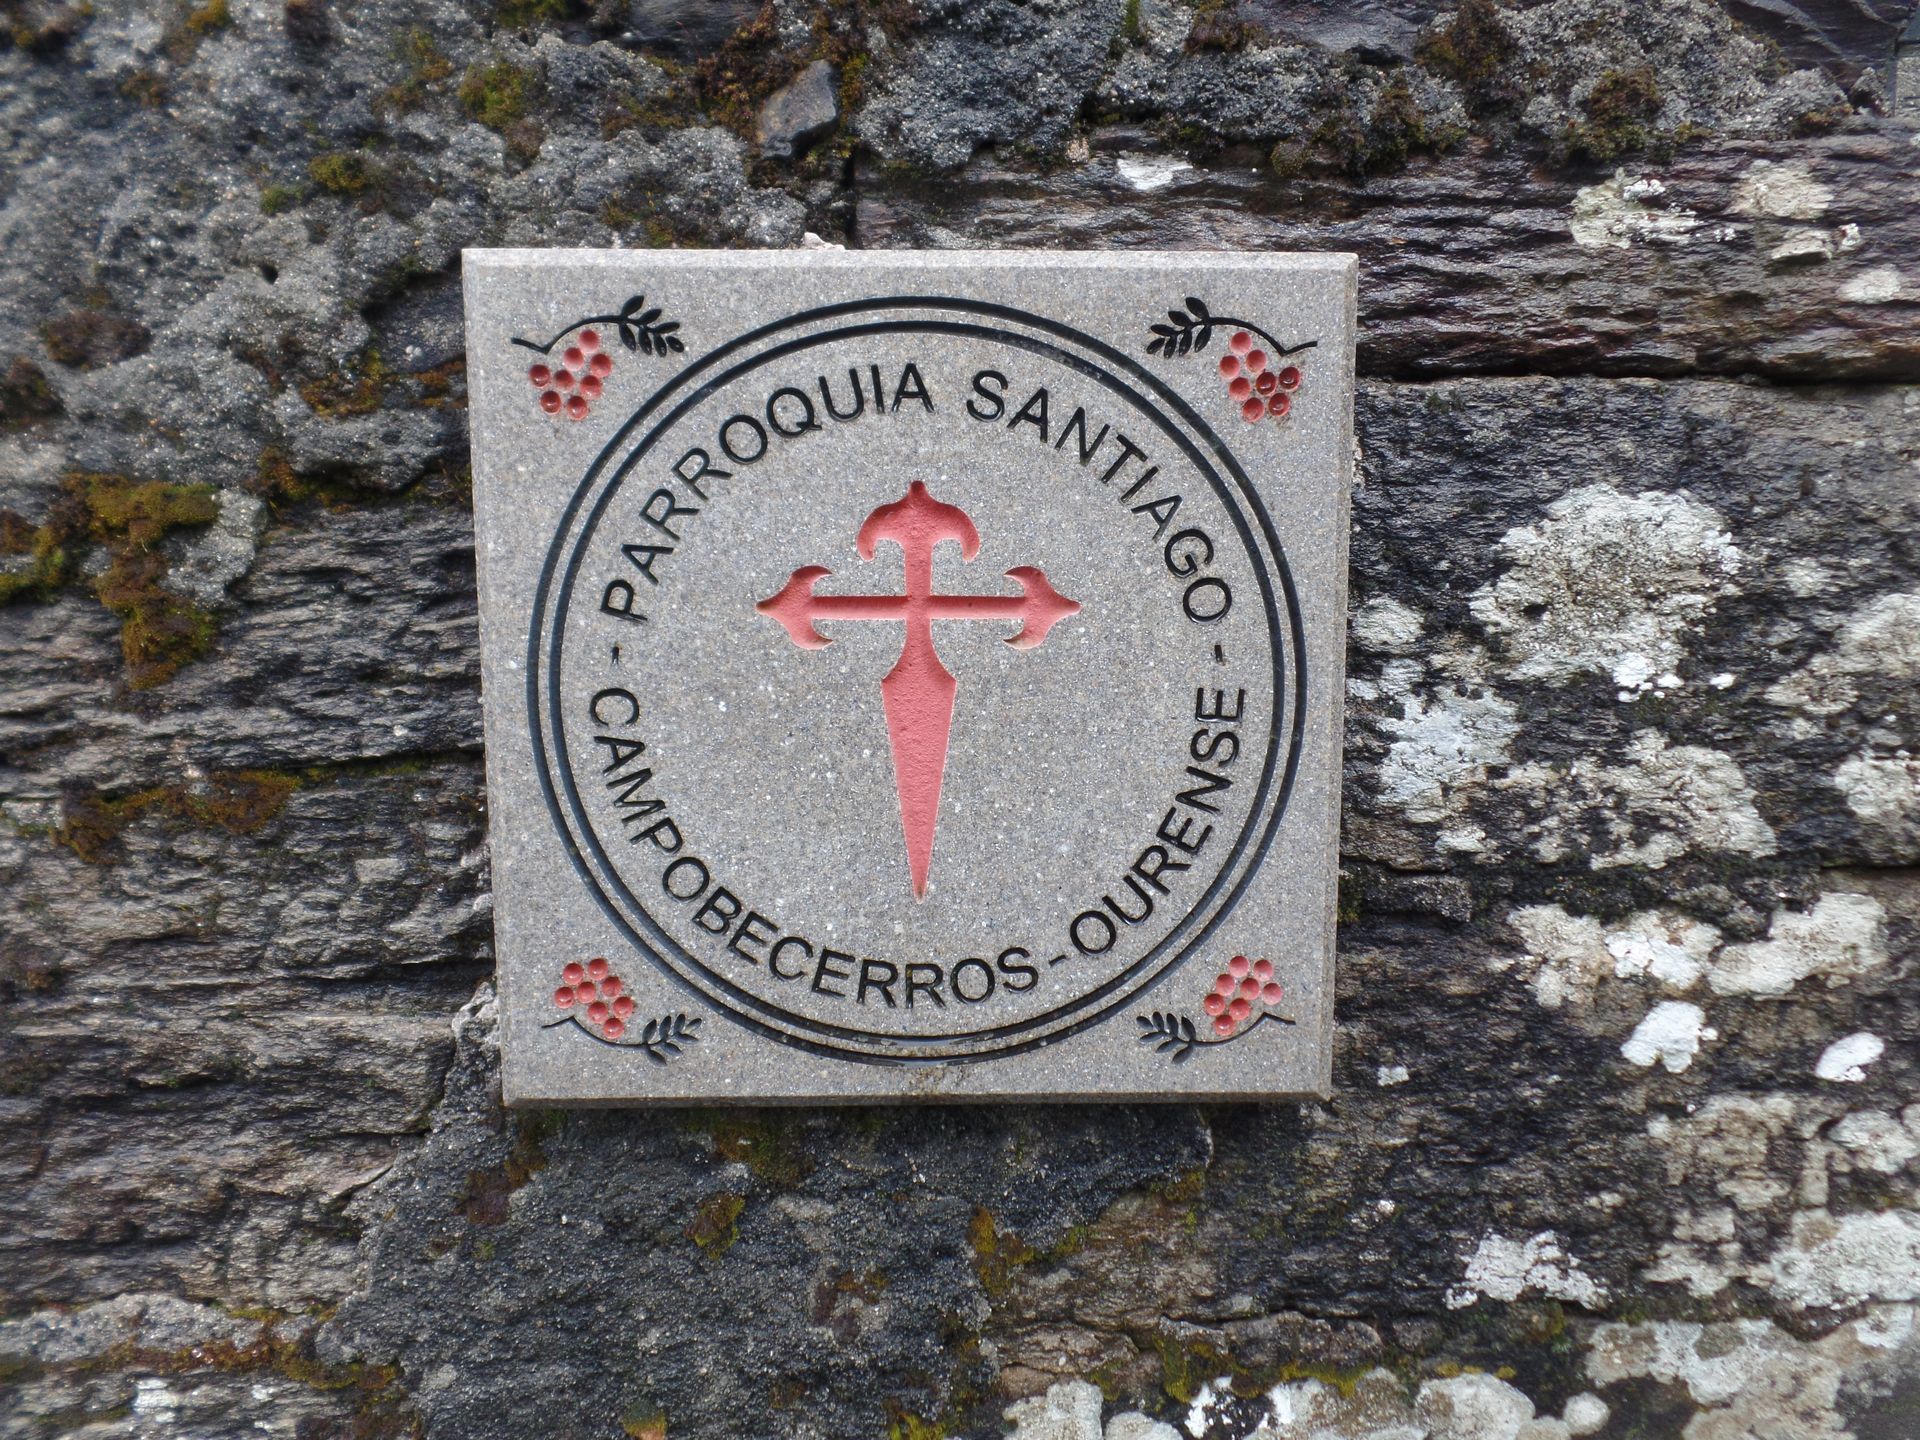 - PARROQUIA SANTIAGO -
CAMPOBECERROS - OURENSE